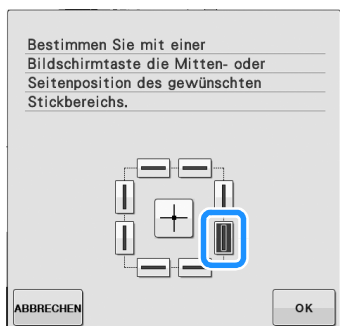 Bestimmen Sie mit einer
Bildschirmtaste die Mitten- oder
Seitenposition des gewünschten
Stickbereichs.
ABBRECHEN
OK